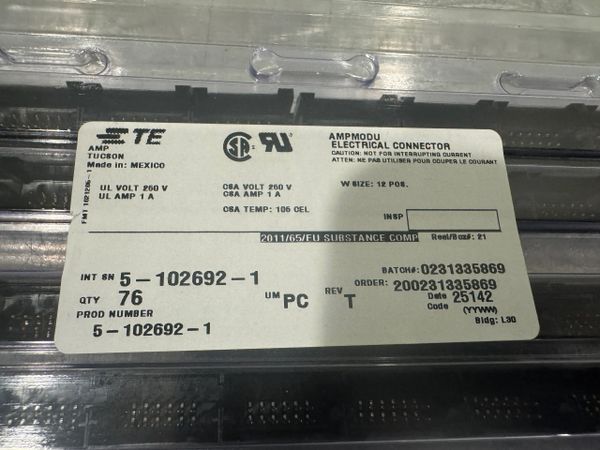 TE
AMP
TUCSON
Made in: MEXICO
UL VOLT 250 V
UL AMP 1 A
FMT 1621206-1
CSA VOLT 250 V
CSA AMP 1 A
CSA TEMP: 105 CEL
AMPMODU
ELECTRICAL CONNECTOR
CAUTION: NOT FOR INTERRUPTING CURRENT
ATTEN: NE PAS UTILISER POUR COUPER LE COURANT
W SIZE: 12 POS.
INSP
2011/65/EU SUBSTANCE COMP
Reel/Box#: 21
INT SN 5-102692-1
QTY 76
UM PC
REV T
PROD NUMBER
5-102692-1
BATCH#: 0231335869
ORDER: 200231335869
Date 25142
Code (YYWW)
Bldg: L30